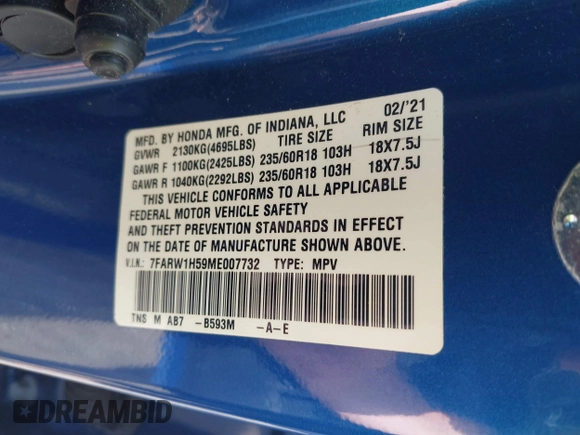 MFD. BY HONDA MFG. OF INDIANA, LLC 02/'21
GVWR 2130KG(4695LBS) TIRE SIZE RIM SIZE
GAWR F 1100KG(2425LBS) 235/60R18 103H 18X7.5J
GAWR R 1040KG(2292LBS) 235/60R18 103H 18X7.5J
THIS VEHICLE CONFORMS TO ALL APPLICABLE
FEDERAL MOTOR VEHICLE SAFETY
AND THEFT PREVENTION STANDARDS IN EFFECT
ON THE DATE OF MANUFACTURE SHOWN ABOVE.
V.I.N.: 7FARW1H59ME007732 TYPE: MPV
TNS M AB7 -B593M -A-E
DREAMBID